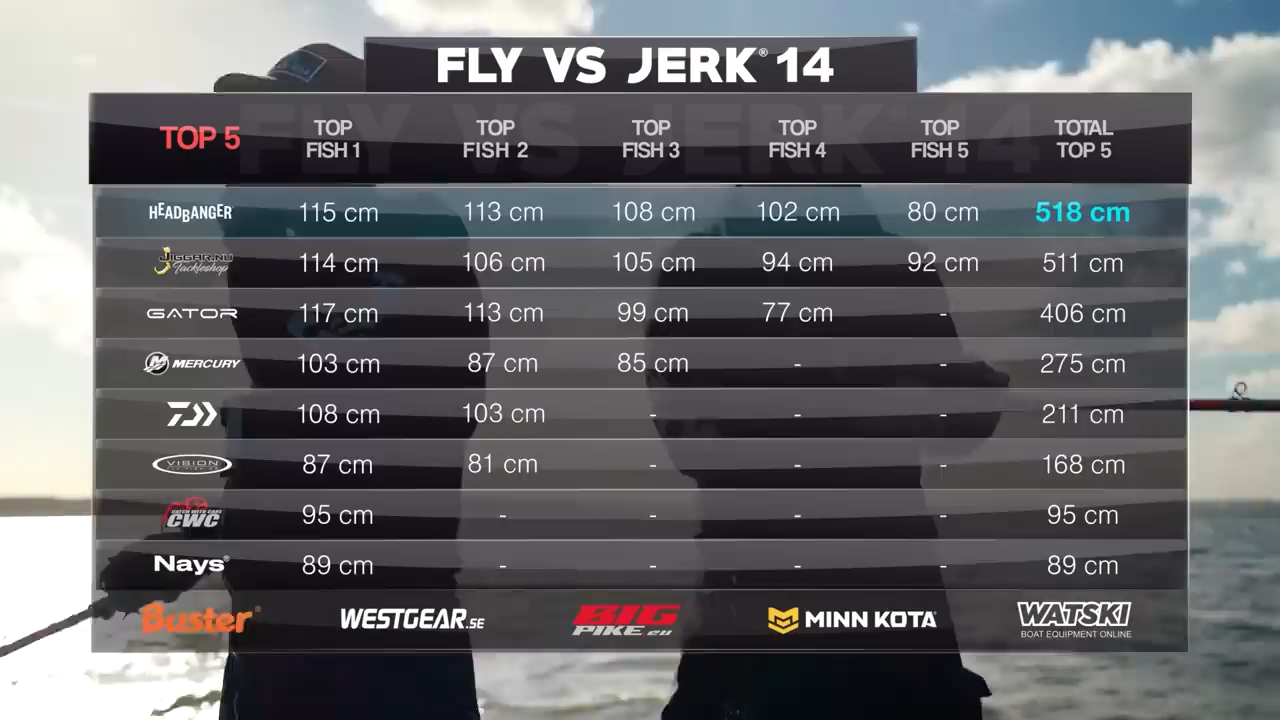 FLY VS JERK® 14
TOP 5 TOP FISH 1 TOP FISH 2 TOP FISH 3 TOP FISH 4 TOP FISH 5 TOTAL TOP 5
HEADBANGER 115 cm 113 cm 108 cm 102 cm 80 cm 518 cm
JIGGAR.NU Tackleshop 114 cm 106 cm 105 cm 94 cm 92 cm 511 cm
GATOR 117 cm 113 cm 99 cm 77 cm - 406 cm
MERCURY 103 cm 87 cm 85 cm - - 275 cm
108 cm 103 cm - - - 211 cm
VISION 87 cm 81 cm - - - 168 cm
CATCH WITH CARE CWC 95 cm - - - - 95 cm
Nays® 89 cm - - - - 89 cm
Buster® WESTGEAR.SE BIG PIKE.eu MINN KOTA WATSKI BOAT EQUIPMENT ONLINE